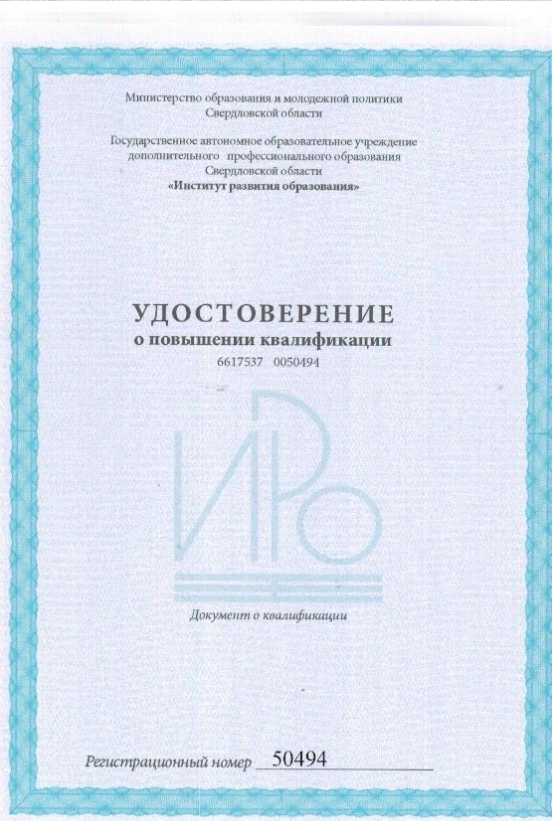 Министерство образования и молодежной политики
Свердловской области
Государственное автономное образовательное учреждение
дополнительного профессионального образования
Свердловской области
«Институт развития образования»
УДОСТОВЕРЕНИЕ
о повышении квалификации
6617537 0050494
ИРО
Документ о квалификации
Регистрационный номер 50494